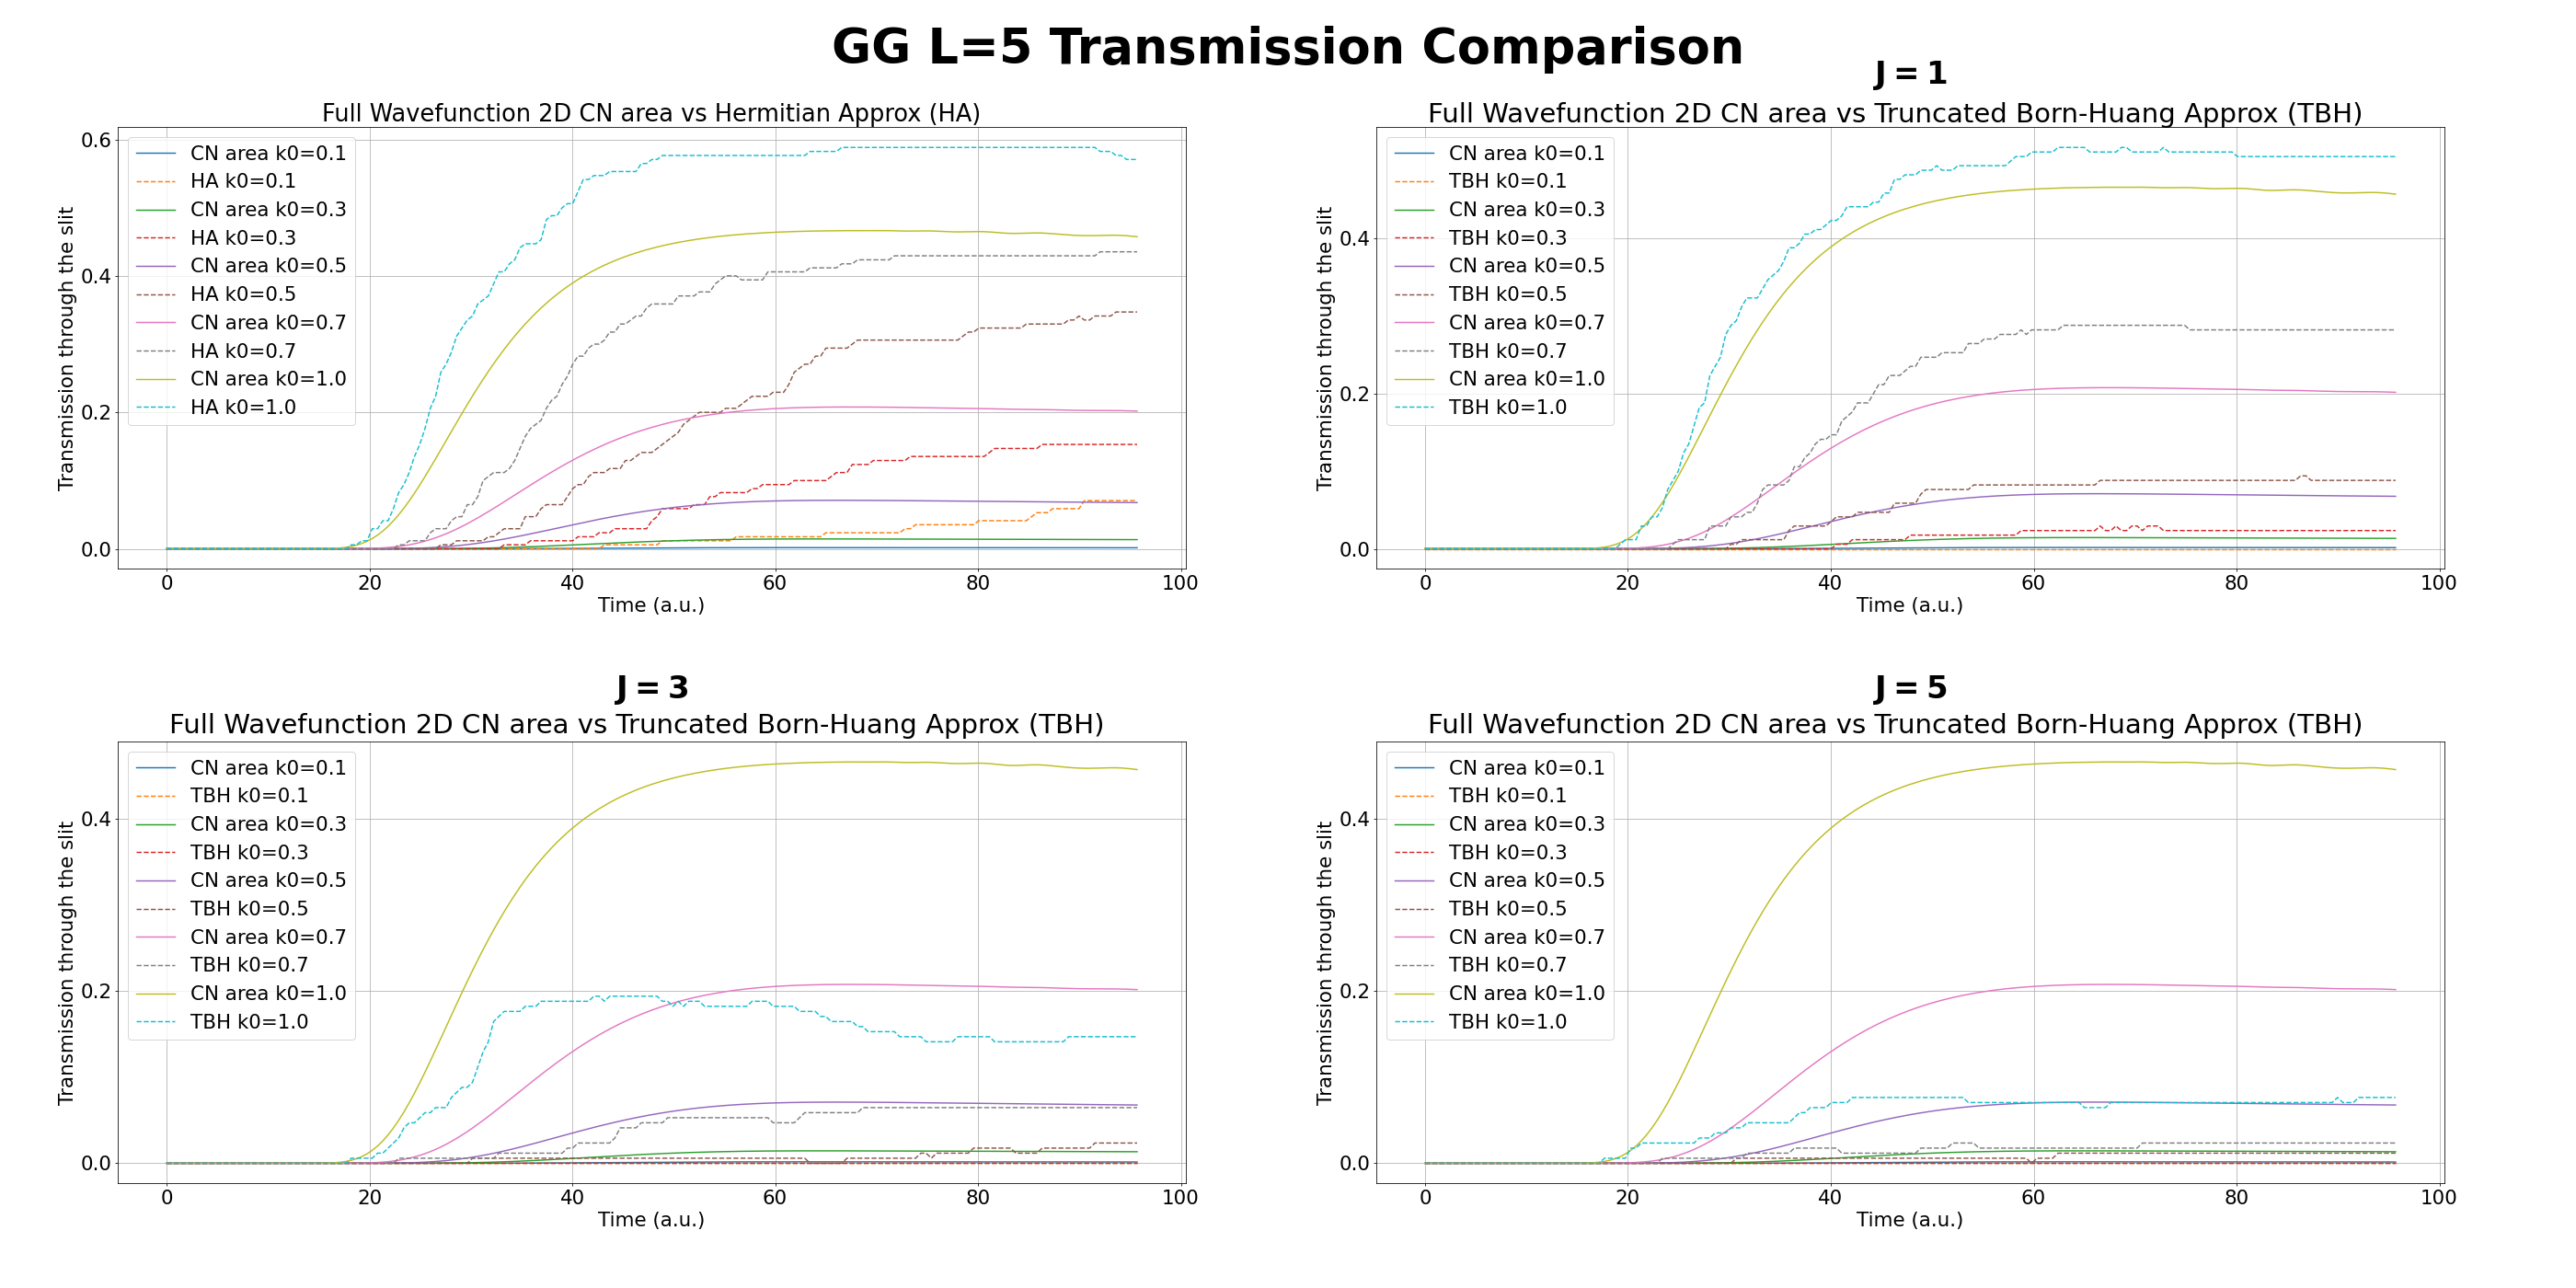 GG L=5 Transmission Comparison
Full Wavefunction 2D CN area vs Hermitian Approx (HA)
Transmission through the slit
0.6
0.4
0.2
0.0
CN area k0=0.1
HA k0=0.1
CN area k0=0.3
HA k0=0.3
CN area k0=0.5
HA k0=0.5
CN area k0=0.7
HA k0=0.7
CN area k0=1.0
HA k0=1.0
0 20 40 60 80 100
Time (a.u.)
J = 1
Full Wavefunction 2D CN area vs Truncated Born-Huang Approx (TBH)
Transmission through the slit
0.4
0.2
0.0
CN area k0=0.1
TBH k0=0.1
CN area k0=0.3
TBH k0=0.3
CN area k0=0.5
TBH k0=0.5
CN area k0=0.7
TBH k0=0.7
CN area k0=1.0
TBH k0=1.0
0 20 40 60 80 100
Time (a.u.)
J = 3
Full Wavefunction 2D CN area vs Truncated Born-Huang Approx (TBH)
Transmission through the slit
0.4
0.2
0.0
CN area k0=0.1
TBH k0=0.1
CN area k0=0.3
TBH k0=0.3
CN area k0=0.5
TBH k0=0.5
CN area k0=0.7
TBH k0=0.7
CN area k0=1.0
TBH k0=1.0
0 20 40 60 80 100
Time (a.u.)
J = 5
Full Wavefunction 2D CN area vs Truncated Born-Huang Approx (TBH)
Transmission through the slit
0.4
0.2
0.0
CN area k0=0.1
TBH k0=0.1
CN area k0=0.3
TBH k0=0.3
CN area k0=0.5
TBH k0=0.5
CN area k0=0.7
TBH k0=0.7
CN area k0=1.0
TBH k0=1.0
0 20 40 60 80 100
Time (a.u.)